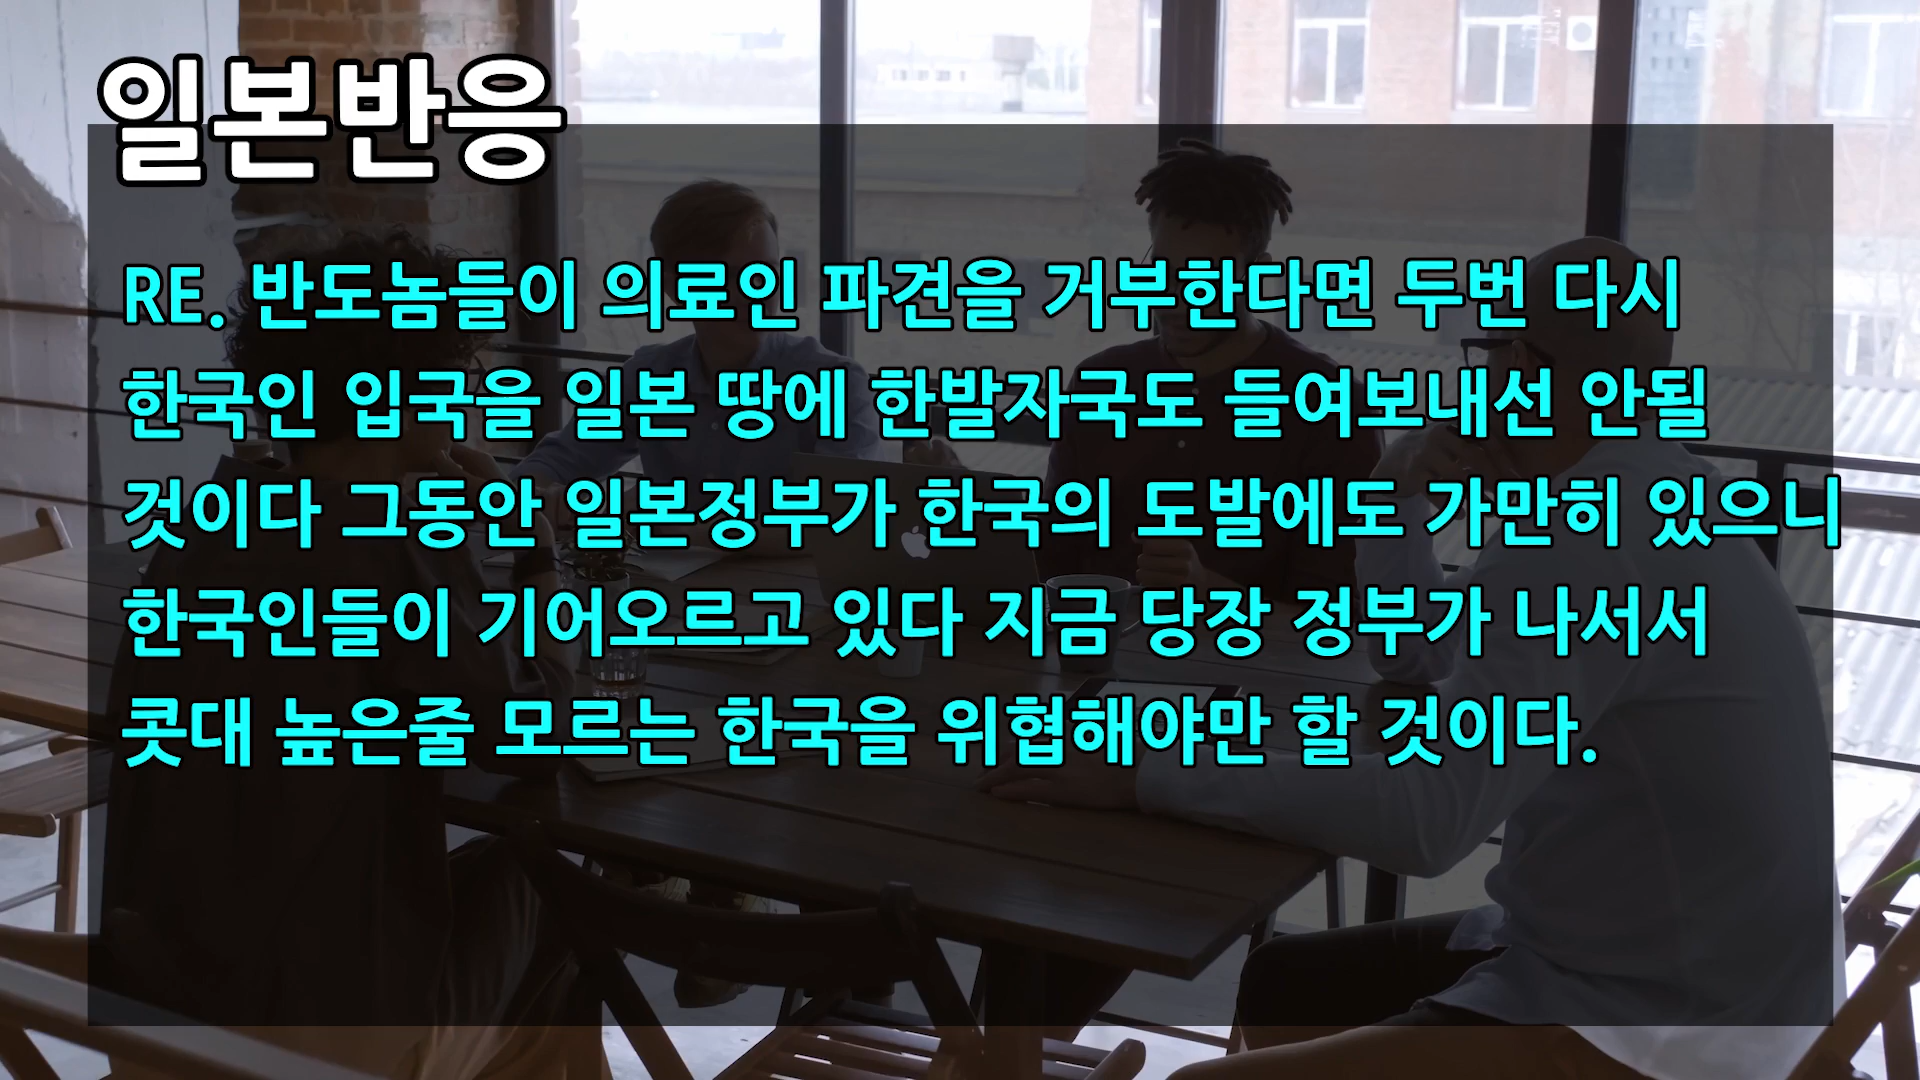 일본반응
RE. 반도놈들이 의료인 파견을 거부한다면 두번 다시
한국인 입국을 일본 땅에 한발자국도 들여보내선 안될
것이다 그동안 일본정부가 한국의 도발에도 가만히 있으니
한국인들이 기어오르고 있다 지금 당장 정부가 나서서
콧대 높은줄 모르는 한국을 위협해야만 할 것이다.